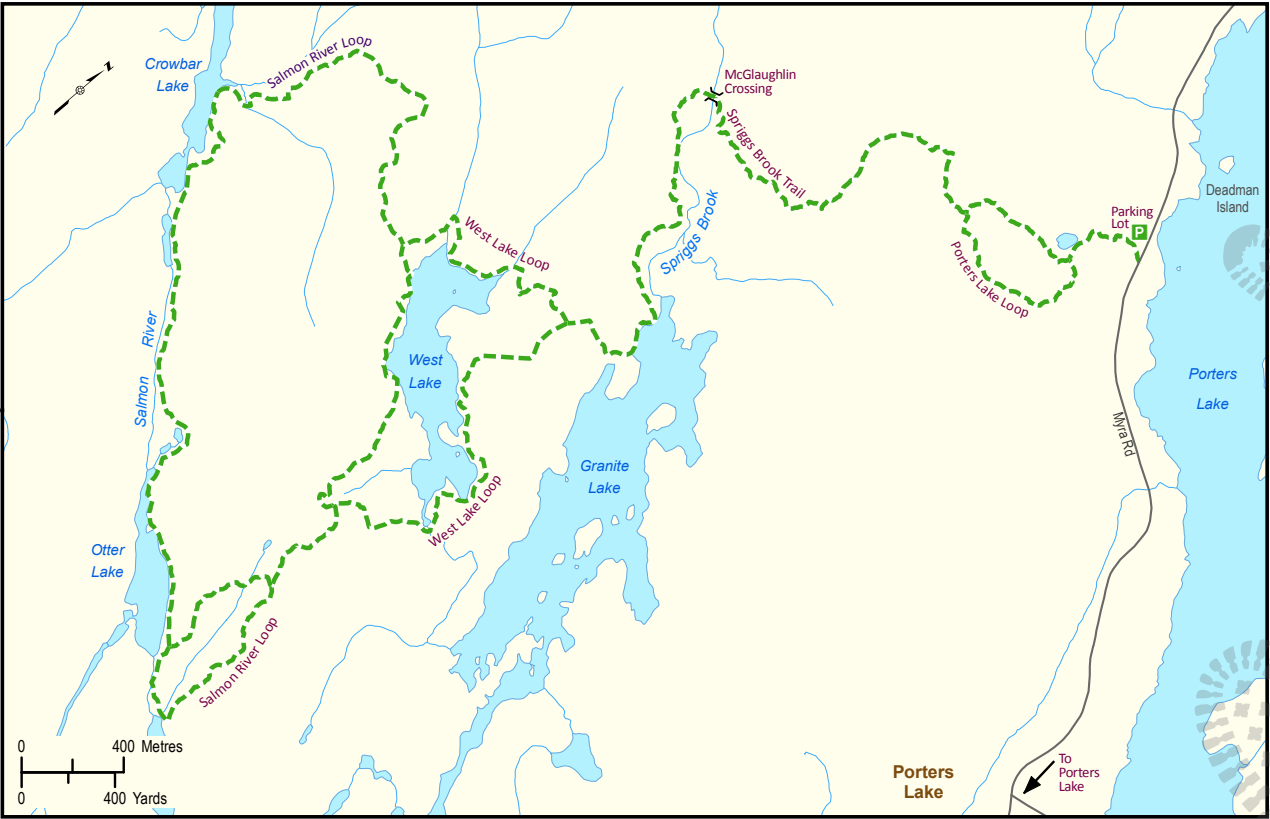 Salmon River Loop
Crowbar
Lake
N
McGlaughlin
Crossing
Spriggs Brook Trail
Deadman
Island
Parking
Lot
P
West Lake Loop
Spriggs Brook
Porters Lake Loop
Salmon River
West
Lake
Porters
Lake
Myra Rd
Granite
Lake
West Lake Loop
Otter
Lake
Salmon River Loop
0 400 Metres
0 400 Yards
Porters
Lake
To
Porters
Lake